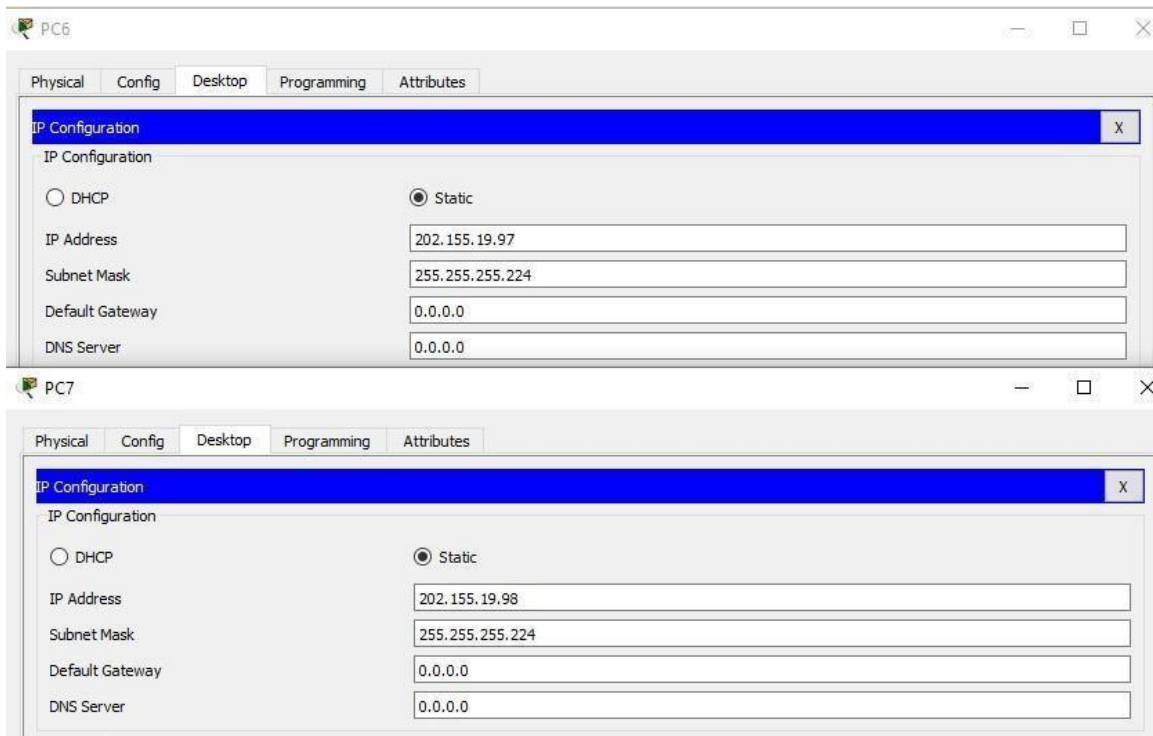 PC6
Physical Config Desktop Programming Attributes
IP Configuration X
IP Configuration
DHCP Static
IP Address 202.155.19.97
Subnet Mask 255.255.255.224
Default Gateway 0.0.0.0
DNS Server 0.0.0.0
PC7
Physical Config Desktop Programming Attributes
IP Configuration X
IP Configuration
DHCP Static
IP Address 202.155.19.98
Subnet Mask 255.255.255.224
Default Gateway 0.0.0.0
DNS Server 0.0.0.0